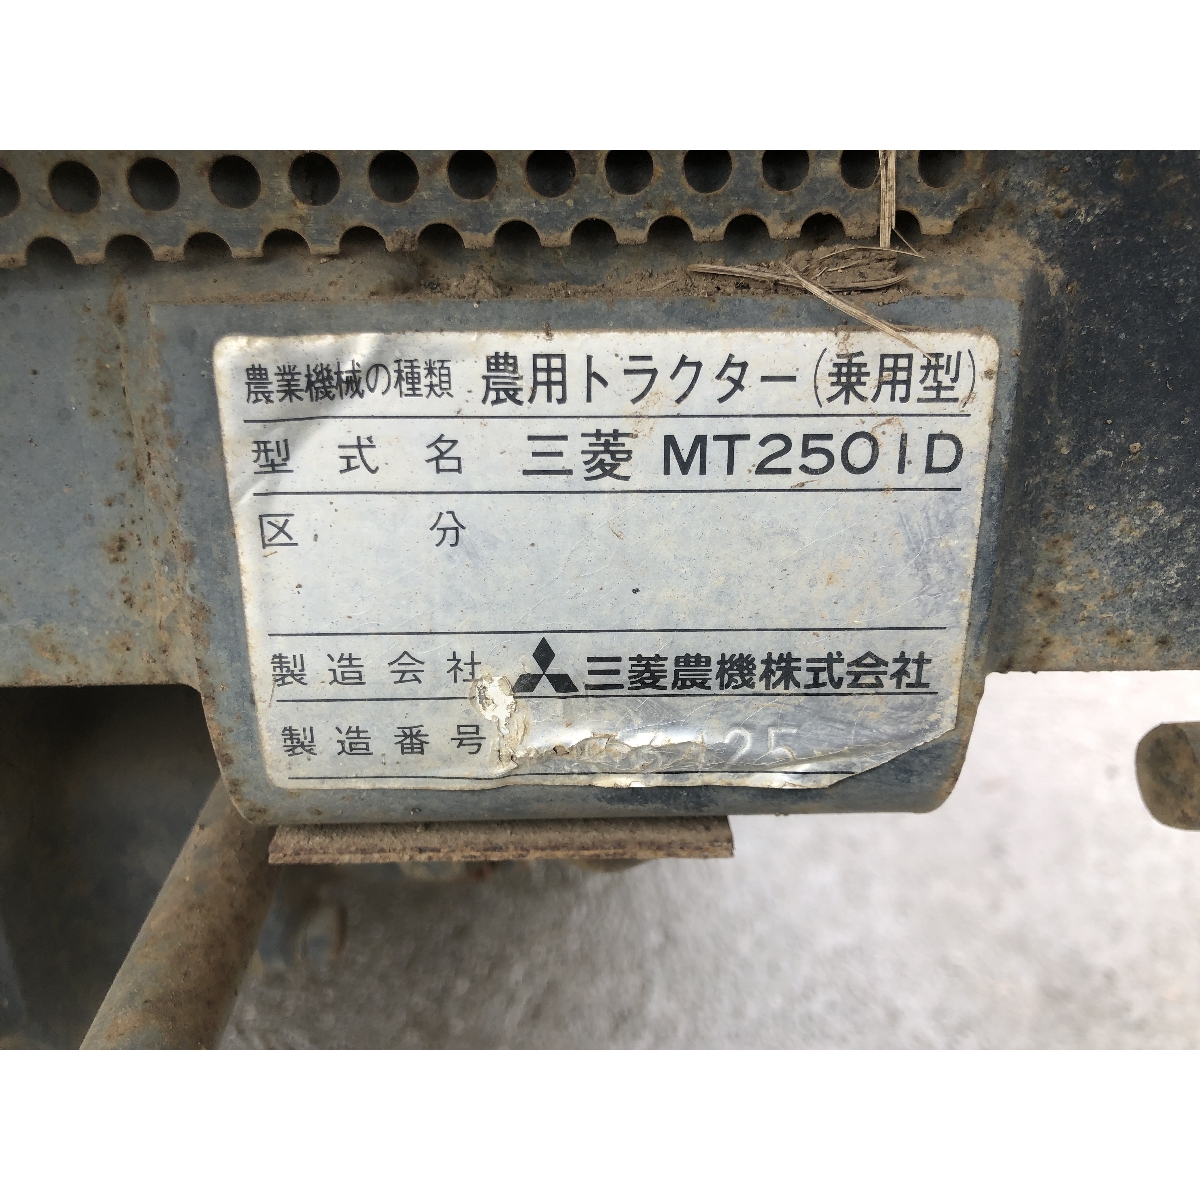 農業機械の種類 農用トラクター(乗用型)
型式名 三菱 MT2501D
区分
製造会社 三菱農機株式会社
製造番号